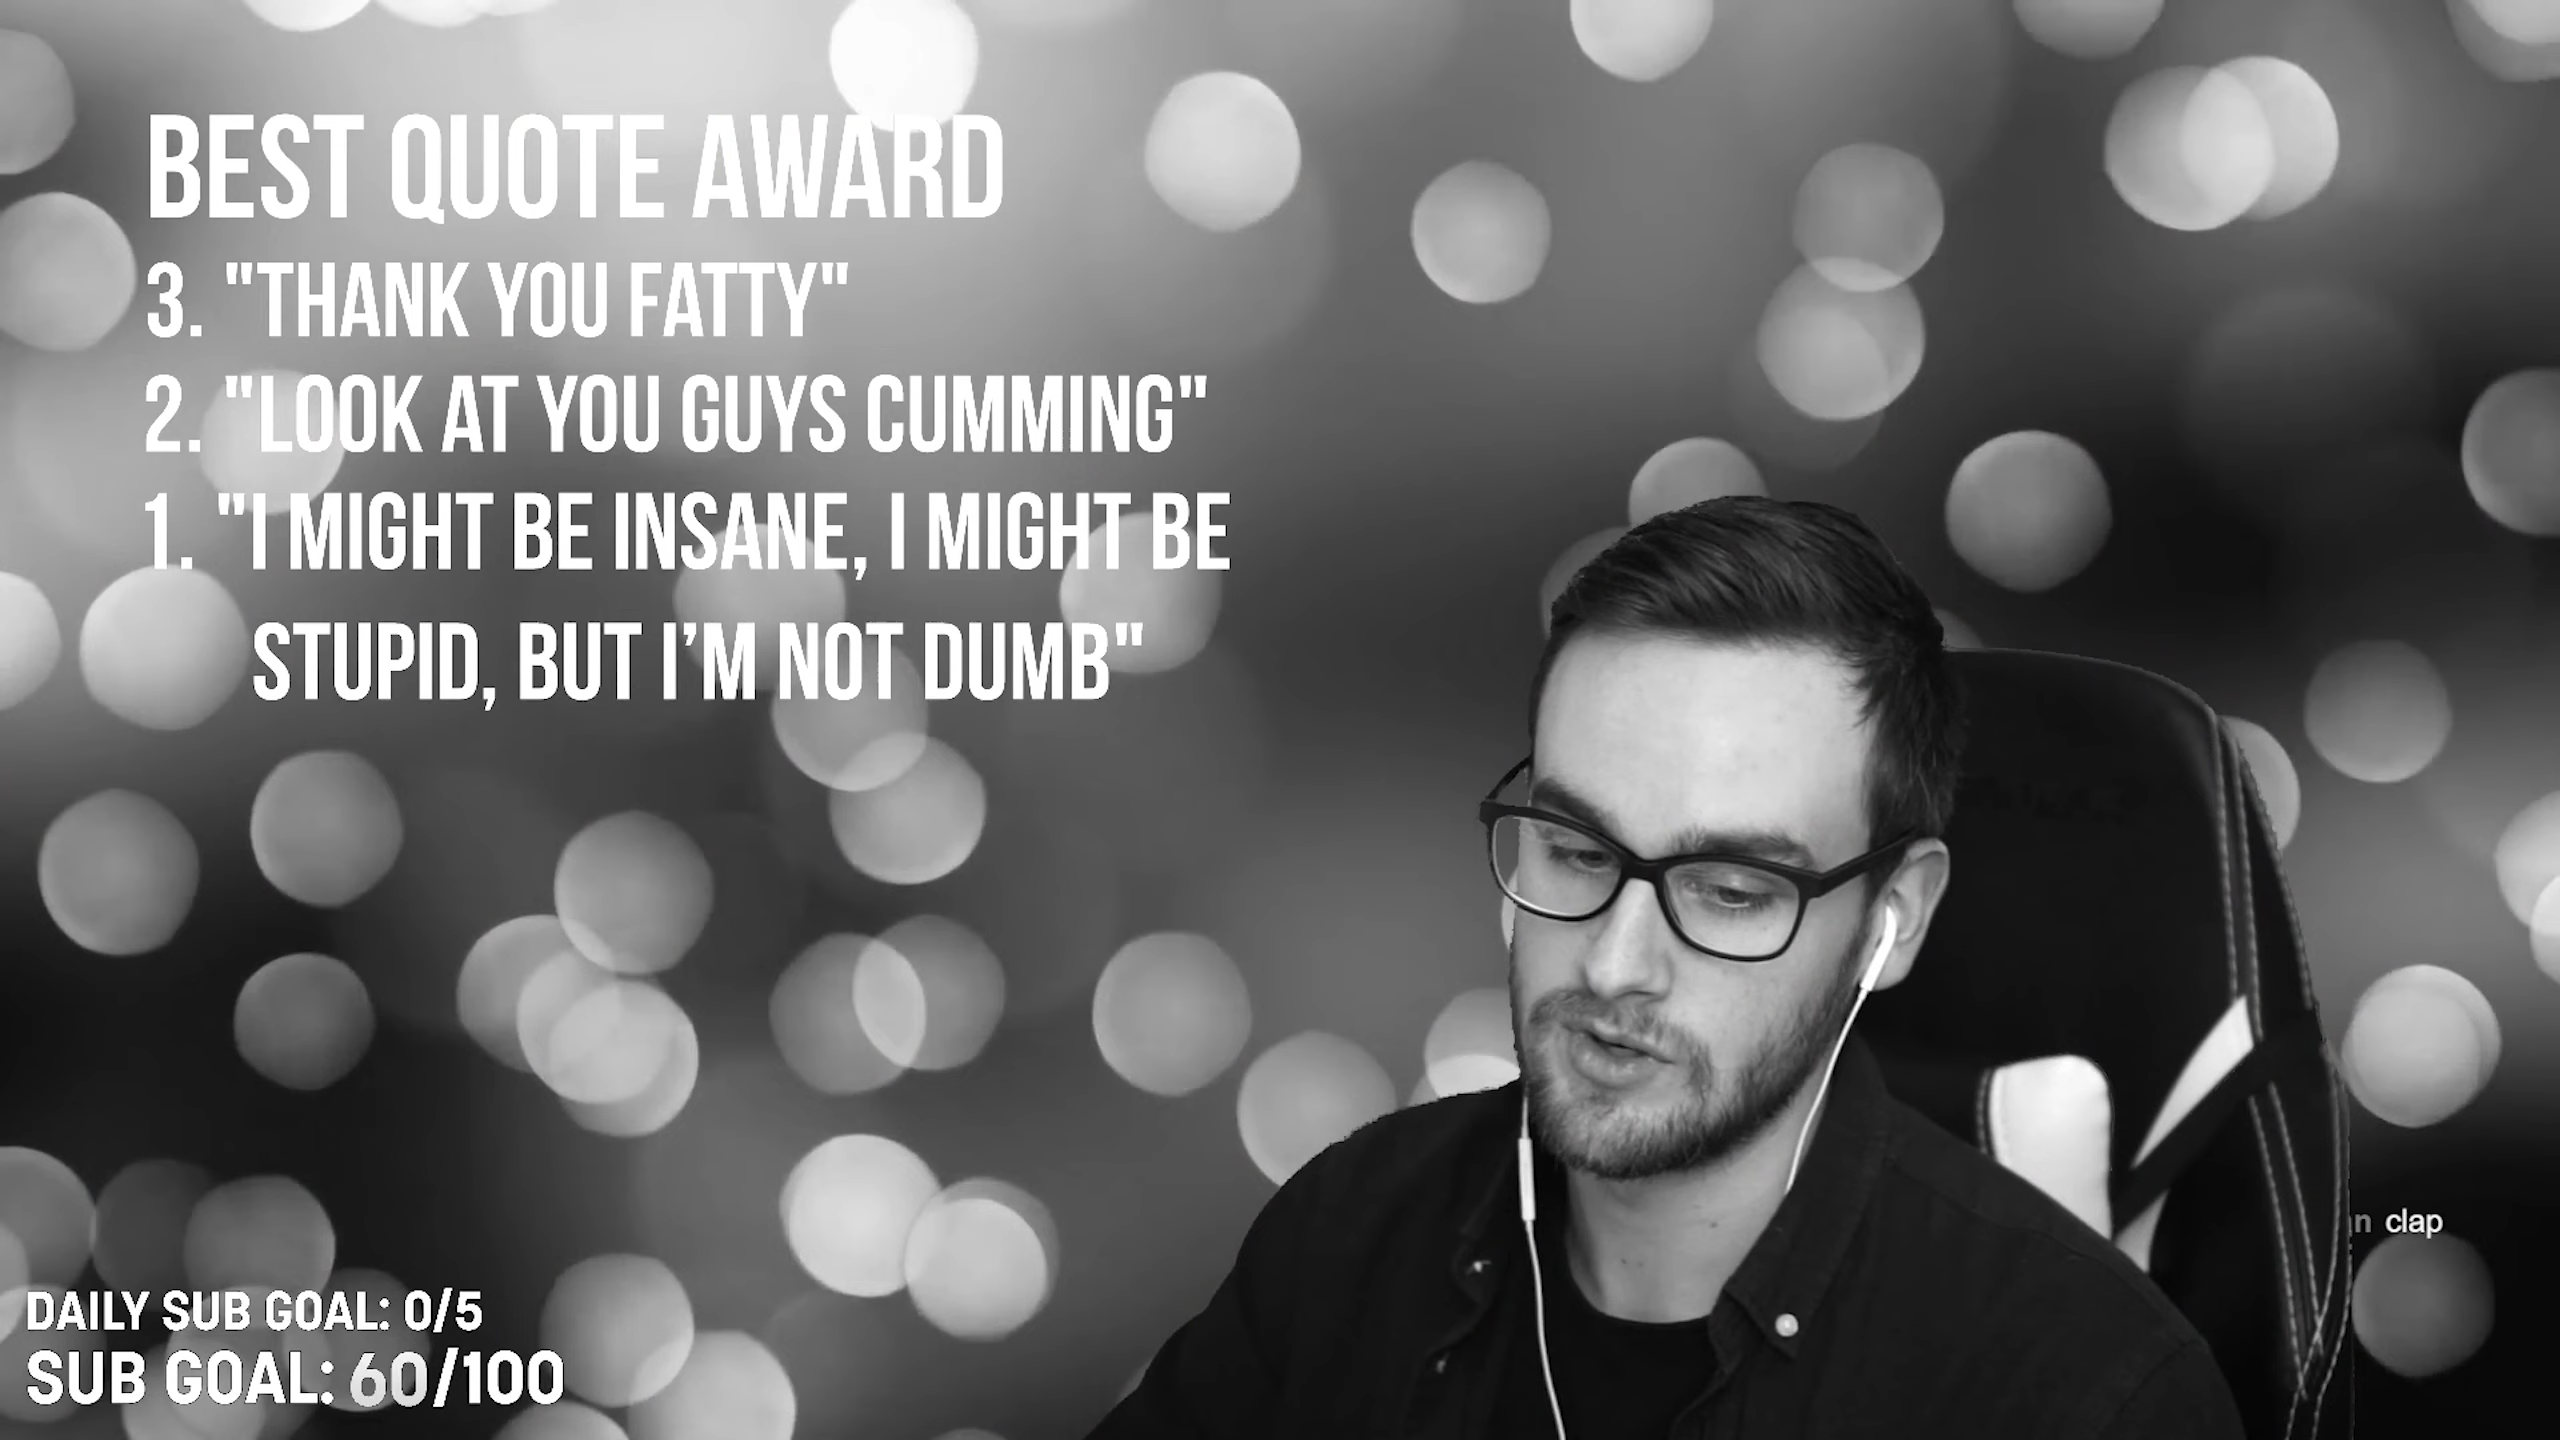 BEST QUOTE AWARD
3. "THANK YOU FATTY"
2. "LOOK AT YOU GUYS CUMMING"
1. "I MIGHT BE INSANE, I MIGHT BE
STUPID, BUT I'M NOT DUMB"
clap
DAILY SUB GOAL: 0/5
SUB GOAL: 60/100